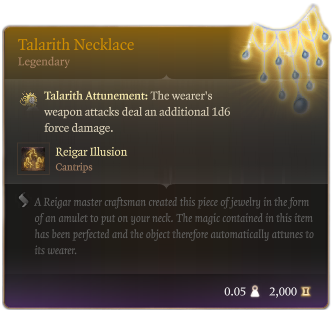 Talarith Necklace
Legendary
Talarith Attunement: The wearer's
weapon attacks deal an additional 1d6
force damage.
Reigar Illusion
Cantrips
A Reigar master craftsman created this piece of jewelry in the form
of an amulet to put on your neck. The magic contained in this item
has been perfected and the object therefore automatically attunes to
its wearer.
0.05 2,000